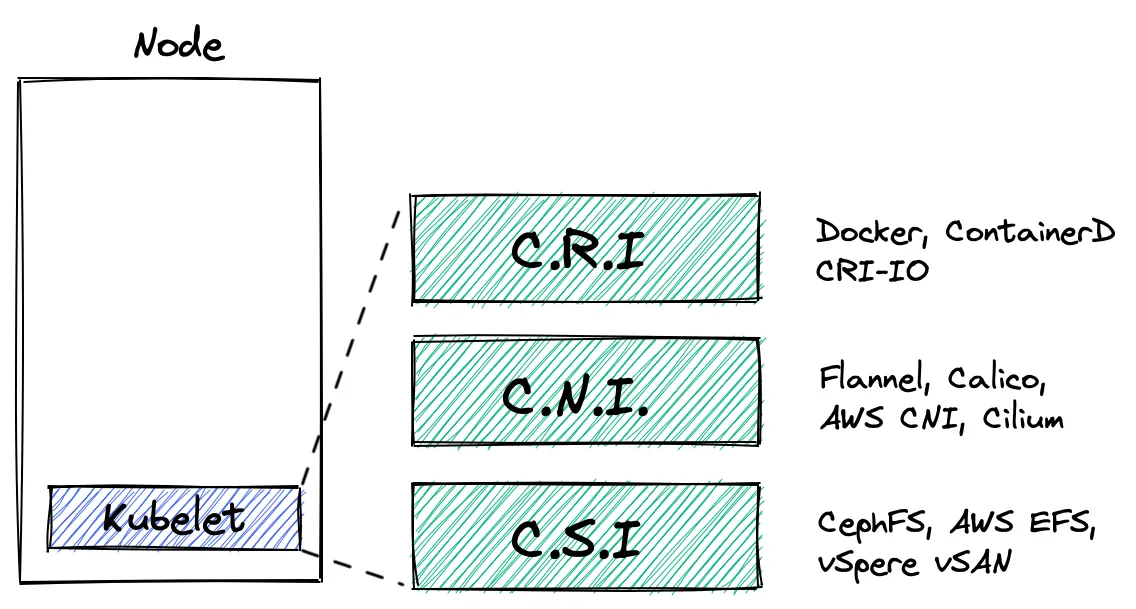 Node
Kubelet
C.R.I
Docker, ContainerD
CRI-IO
C.N.I.
Flannel, Calico,
AWS CNI, Cilium
C.S.I
CephFS, AWS EFS,
vSpere vSAN